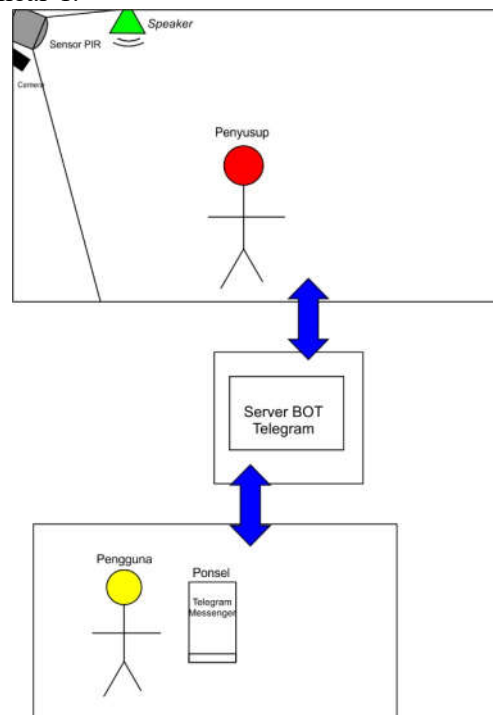 Speaker
Sensor PIR
Camera
Penyusup
Server BOT
Telegram
Pengguna
Ponsel
Telegram
Messenger